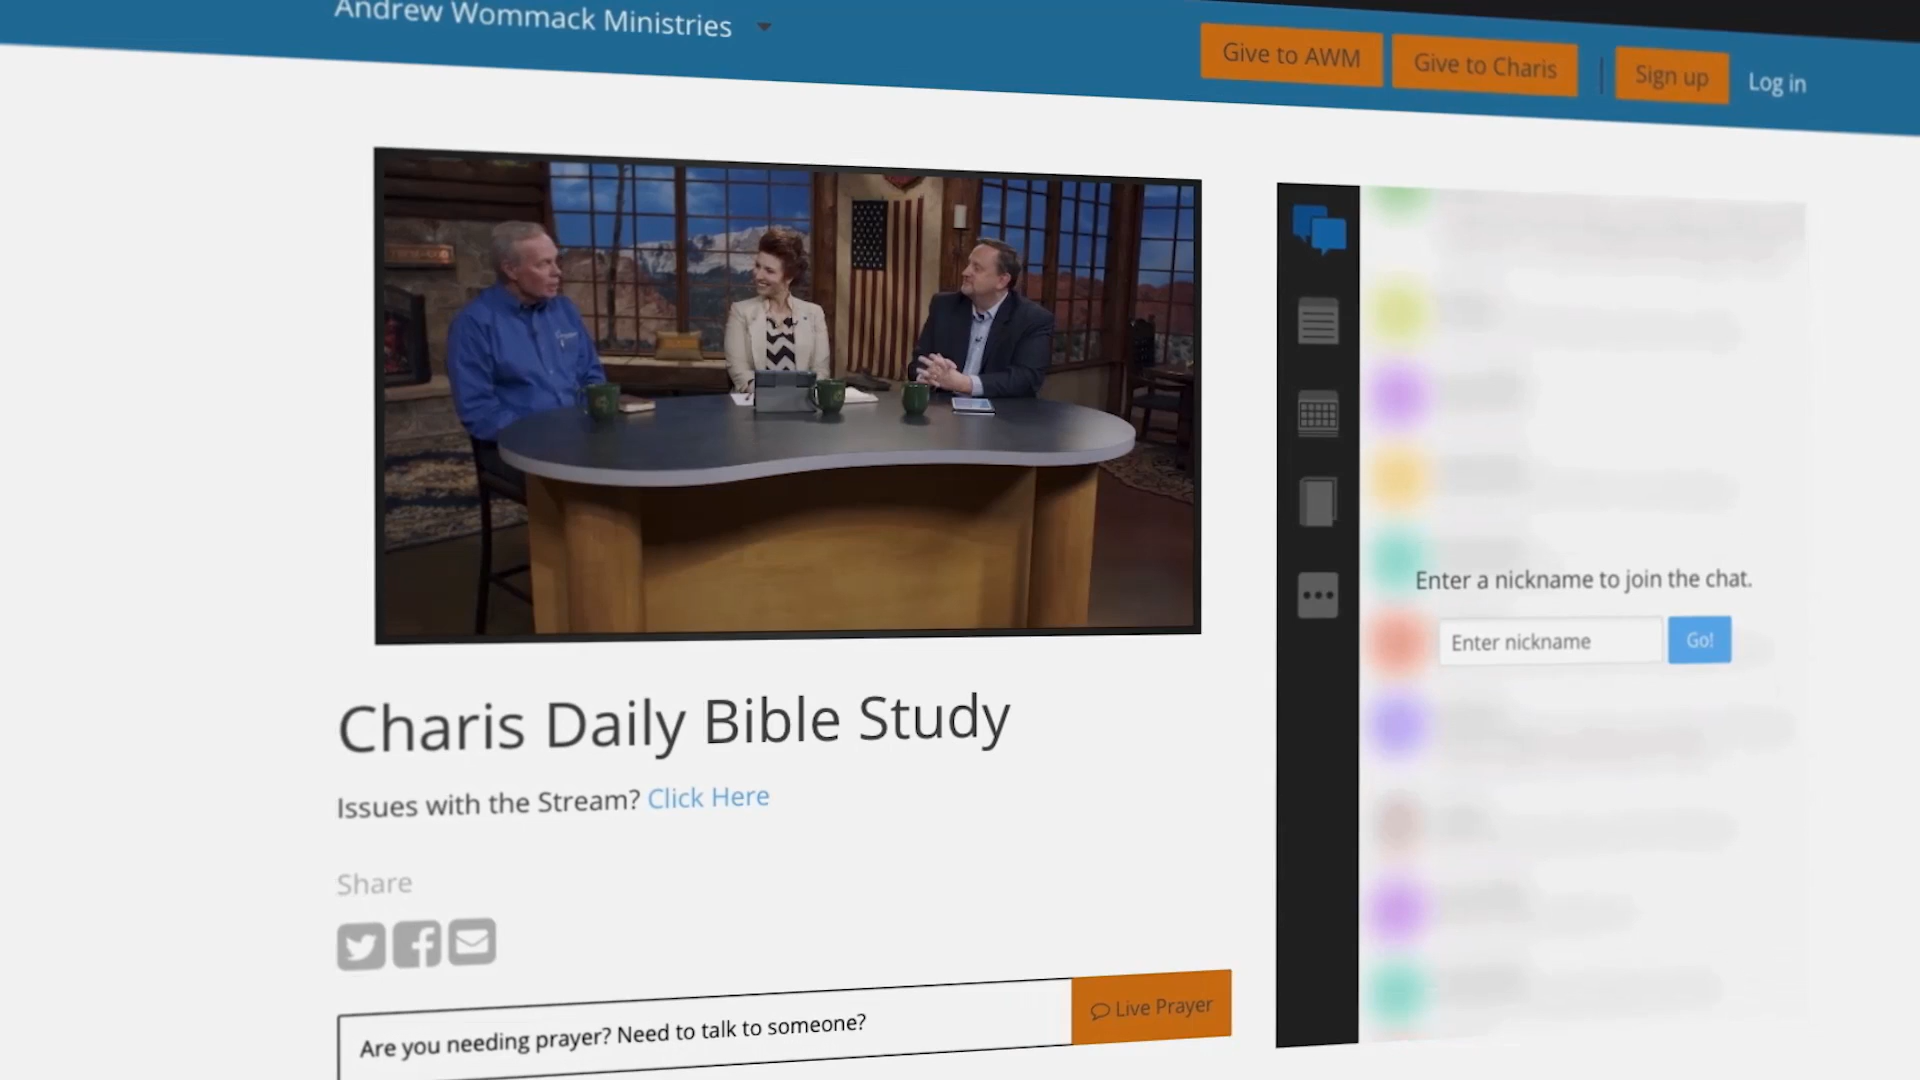 Andrew Wommack Ministries
Give to AWM
Give to Charis
Sign up
Log in
Enter a nickname to join the chat.
Enter nickname
Go!
Charis Daily Bible Study
Issues with the Stream? Click Here
Share
Are you needing prayer? Need to talk to someone?
Live Prayer